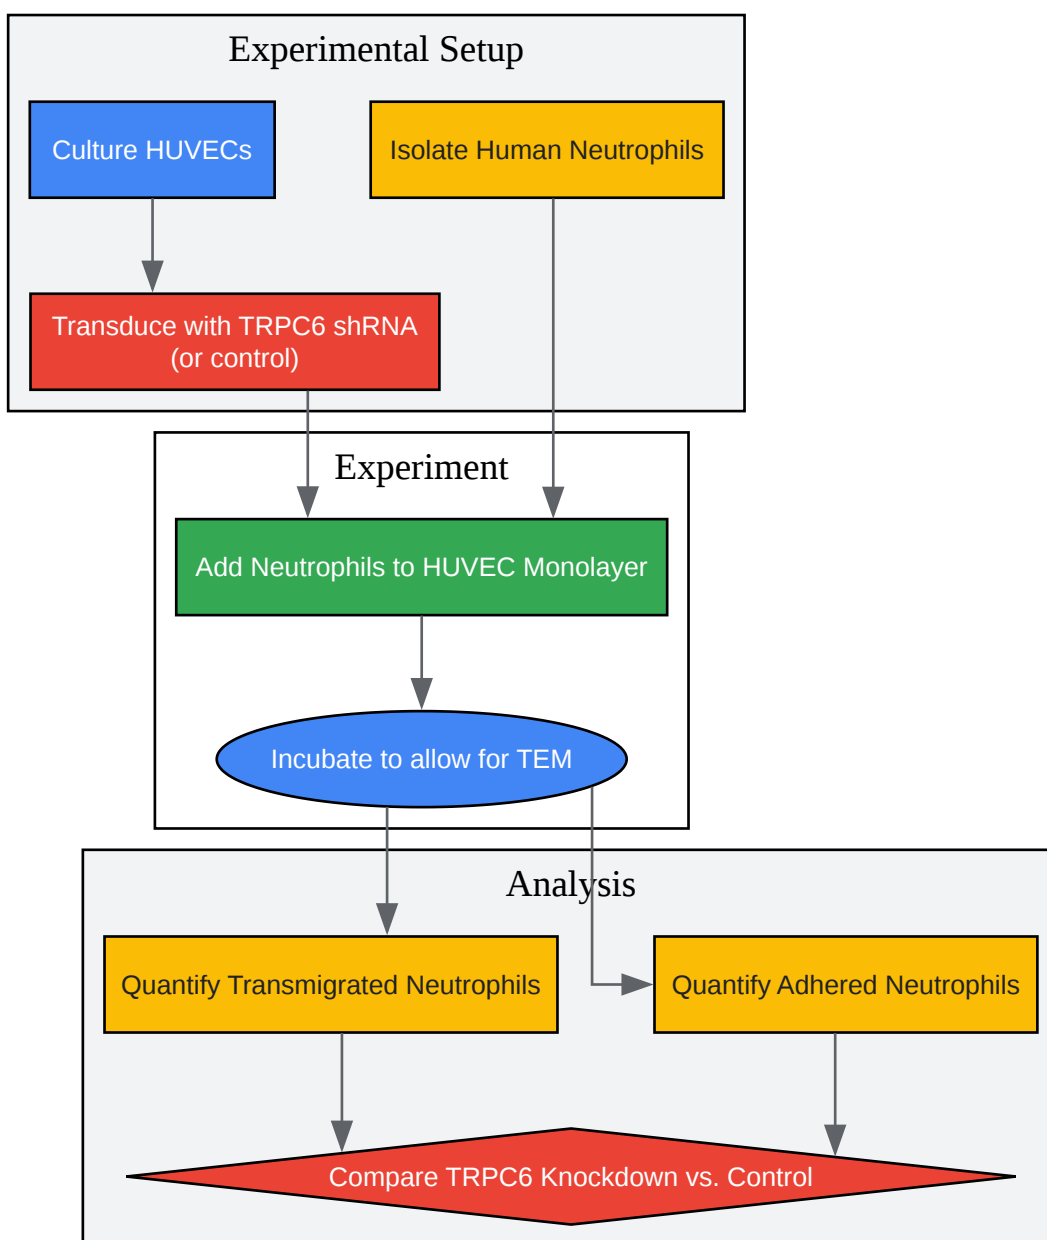 Experimental Setup
Culture HUVECs
Isolate Human Neutrophils
Transduce with TRPC6 shRNA
(or control)
Experiment
Add Neutrophils to HUVEC Monolayer
Incubate to allow for TEM
Analysis
Quantify Transmigrated Neutrophils
Quantify Adhered Neutrophils
Compare TRPC6 Knockdown vs. Control